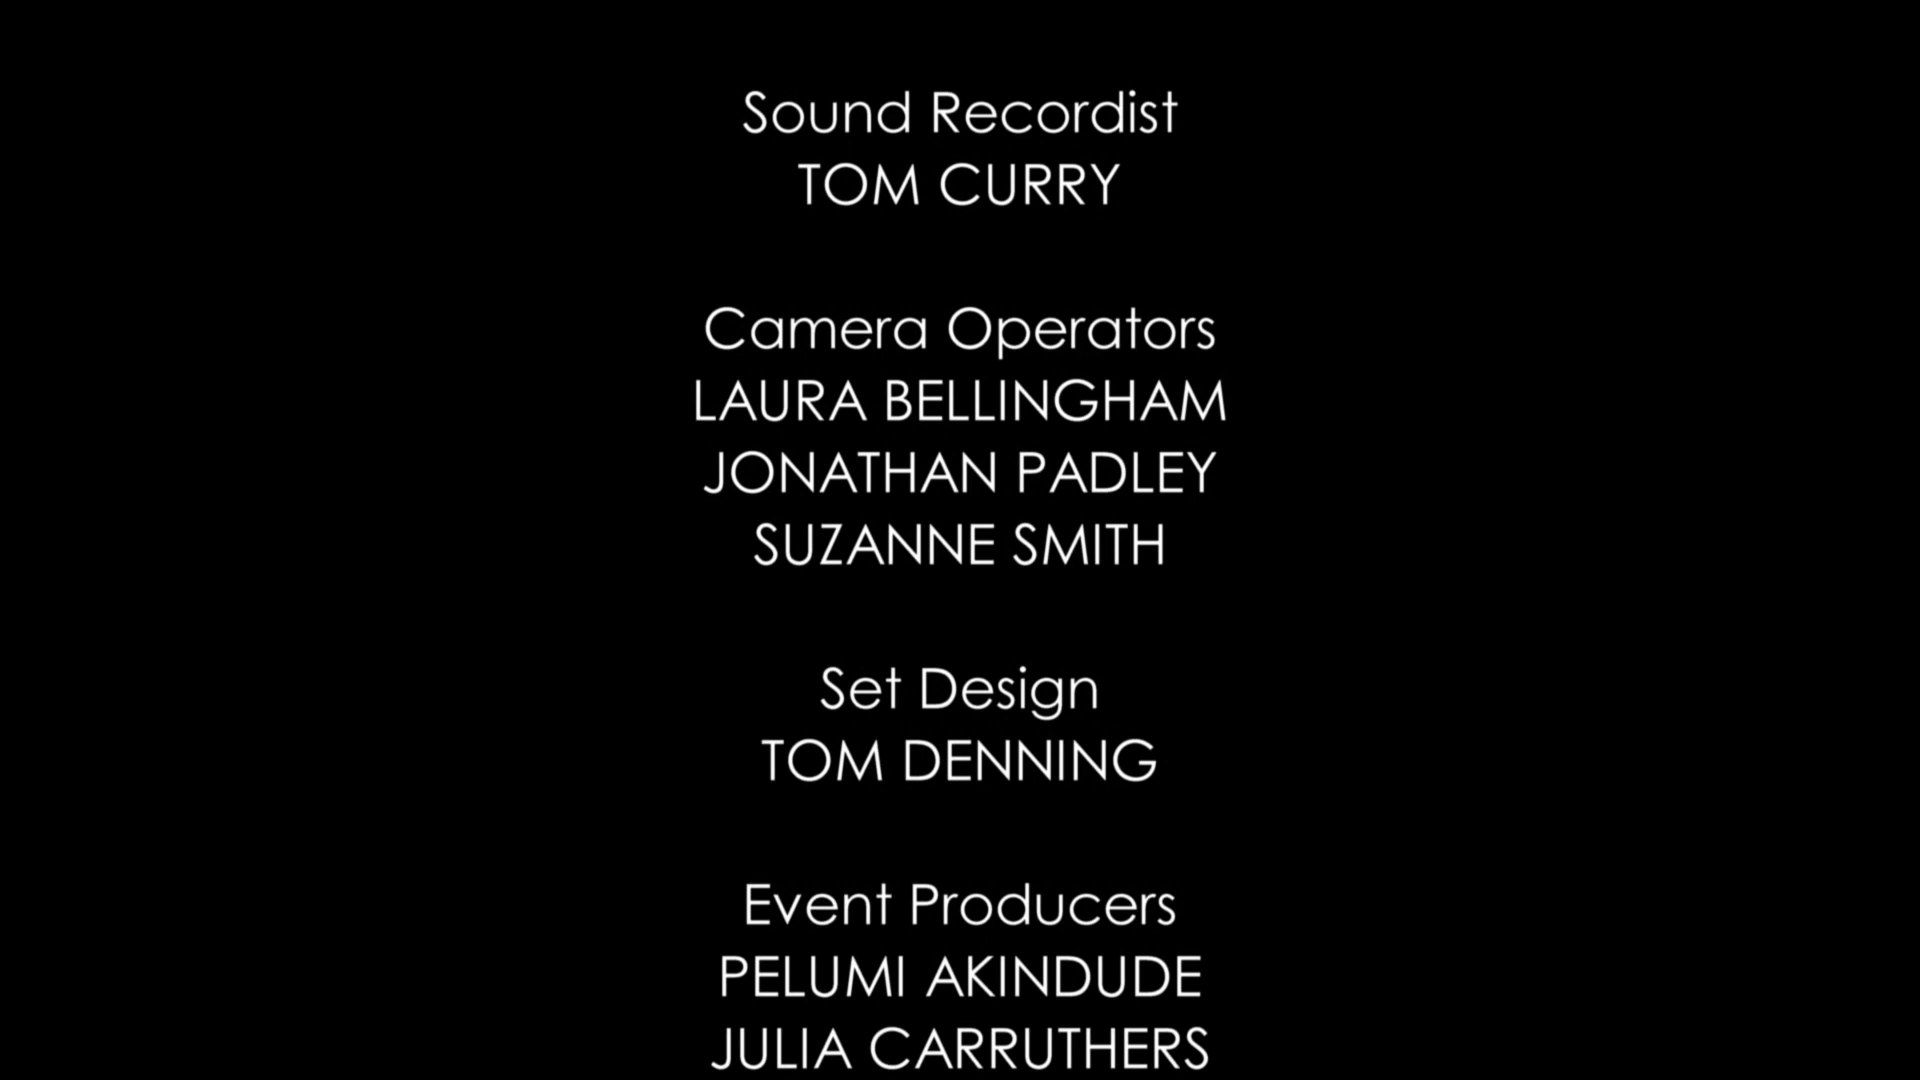 Sound Recordist
TOM CURRY
Camera Operators
LAURA BELLINGHAM
JONATHAN PADLEY
SUZANNE SMITH
Set Design
TOM DENNING
Event Producers
PELUMI AKINDUDE
JULIA CARRUTHERS